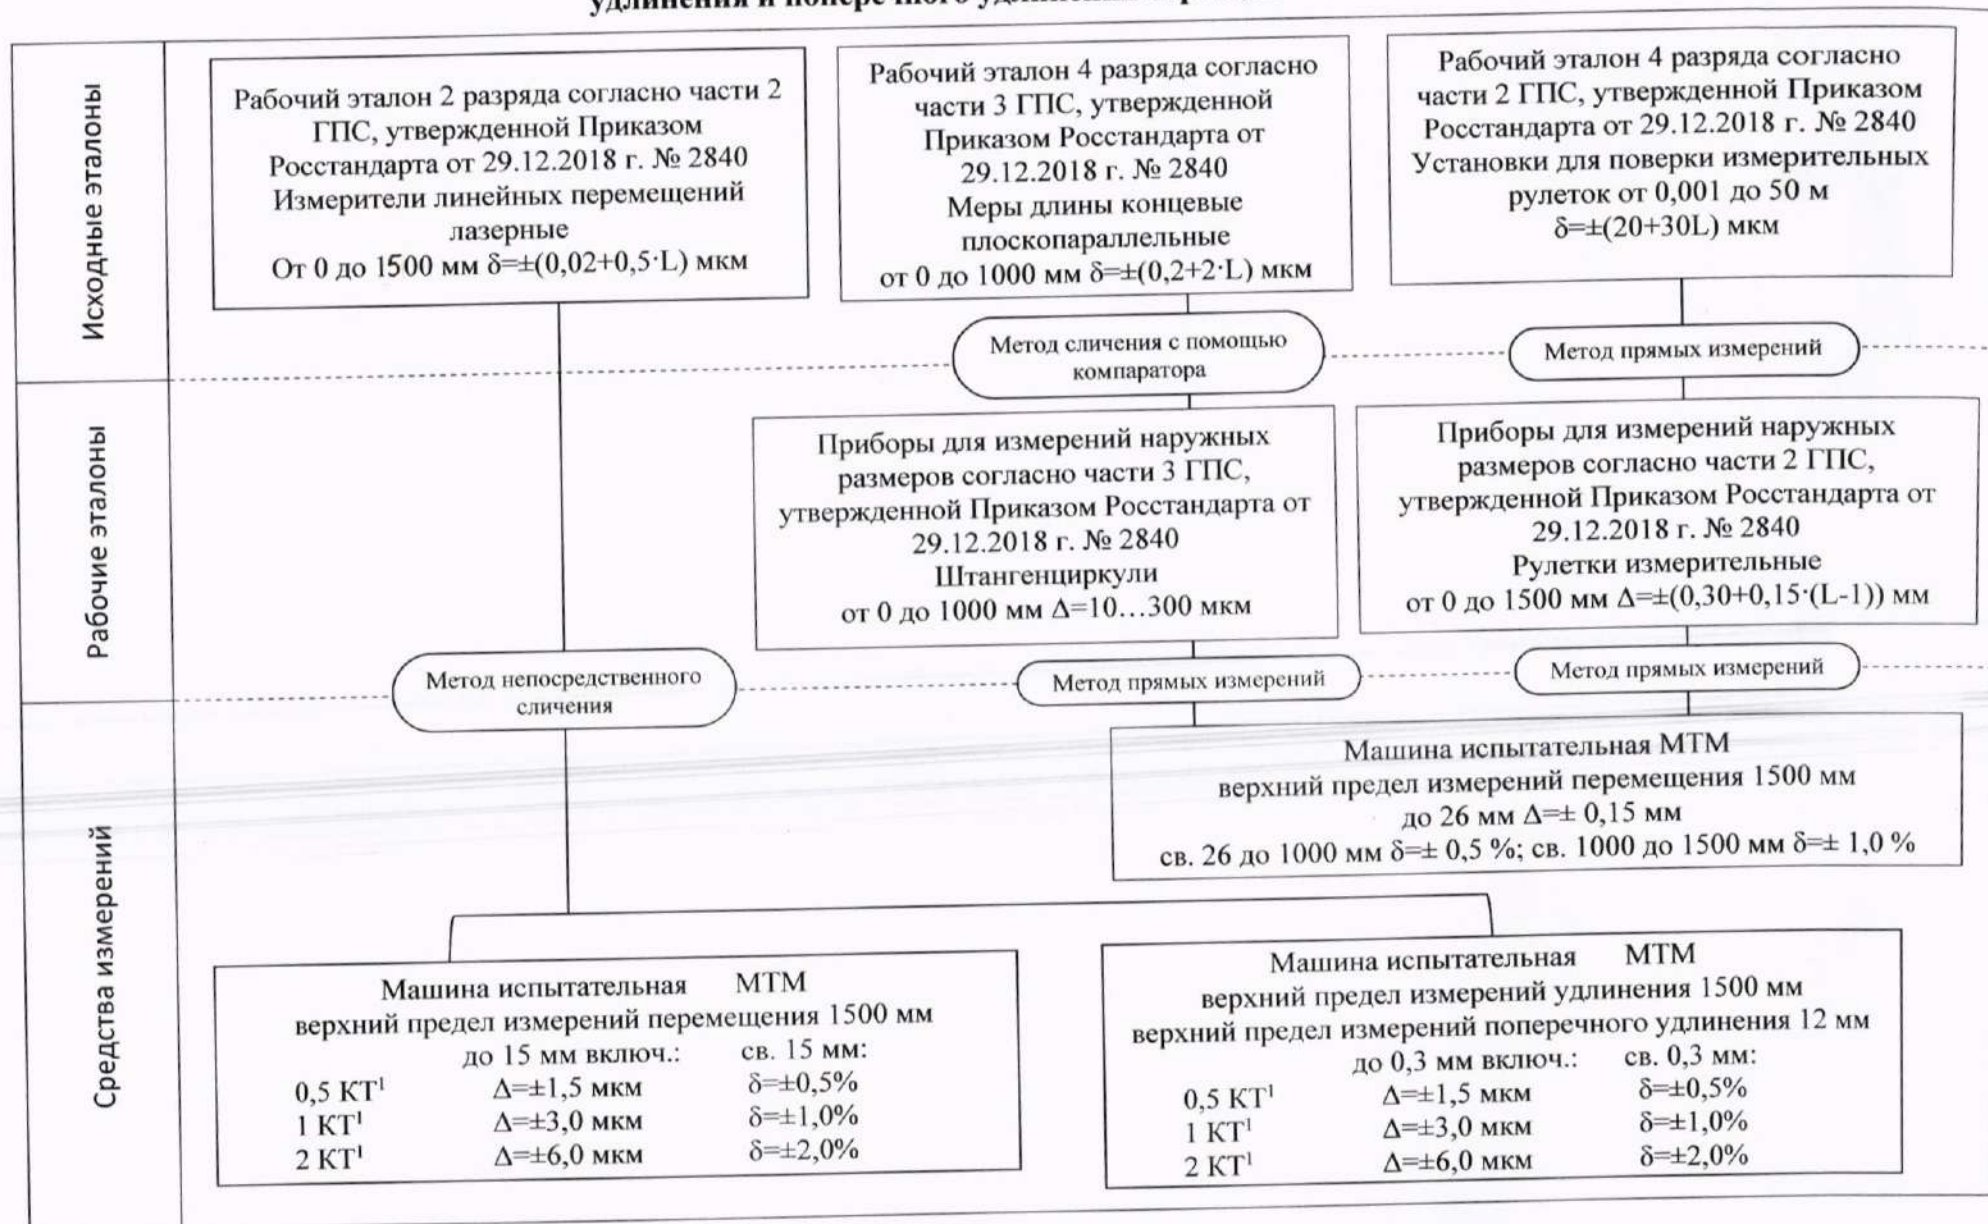 удлинения и поперечного удлинения
Исходные эталоны
Рабочий эталон 2 разряда согласно части 2
ГПС, утвержденной Приказом
Росстандарта от 29.12.2018 г. № 2840
Измерители линейных перемещений
лазерные
От 0 до 1500 мм δ=±(0,02+0,5·L) мкм
Рабочий эталон 4 разряда согласно
части 3 ГПС, утвержденной
Приказом Росстандарта от
29.12.2018 г. № 2840
Меры длины концевые
плоскопараллельные
от 0 до 1000 мм δ=±(0,2+2·L) мкм
Рабочий эталон 4 разряда согласно
части 2 ГПС, утвержденной Приказом
Росстандарта от 29.12.2018 г. № 2840
Установки для поверки измерительных
рулеток от 0,001 до 50 м
δ=±(20+30L) мкм
Метод сличения с помощью
компаратора
Метод прямых измерений
Рабочие эталоны
Приборы для измерений наружных
размеров согласно части 3 ГПС,
утвержденной Приказом Росстандарта от
29.12.2018 г. № 2840
Штангенциркули
от 0 до 1000 мм Δ=10...300 мкм
Приборы для измерений наружных
размеров согласно части 2 ГПС,
утвержденной Приказом Росстандарта от
29.12.2018 г. № 2840
Рулетки измерительные
от 0 до 1500 мм Δ=±(0,30+0,15·(L-1)) мм
Метод непосредственного
сличения
Метод прямых измерений
Метод прямых измерений
Средства измерений
Машина испытательная МТМ
верхний предел измерений перемещения 1500 мм
до 26 мм Δ=± 0,15 мм
св. 26 до 1000 мм δ=± 0,5 %; св. 1000 до 1500 мм δ=± 1,0 %
Машина испытательная МТМ
верхний предел измерений перемещения 1500 мм
до 15 мм включ.: св. 15 мм:
0,5 КТ¹ Δ=±1,5 мкм δ=±0,5%
1 КТ¹ Δ=±3,0 мкм δ=±1,0%
2 КТ¹ Δ=±6,0 мкм δ=±2,0%
Машина испытательная МТМ
верхний предел измерений удлинения 1500 мм
верхний предел измерений поперечного удлинения 12 мм
до 0,3 мм включ.: св. 0,3 мм:
0,5 КТ¹ Δ=±1,5 мкм δ=±0,5%
1 КТ¹ Δ=±3,0 мкм δ=±1,0%
2 КТ¹ Δ=±6,0 мкм δ=±2,0%